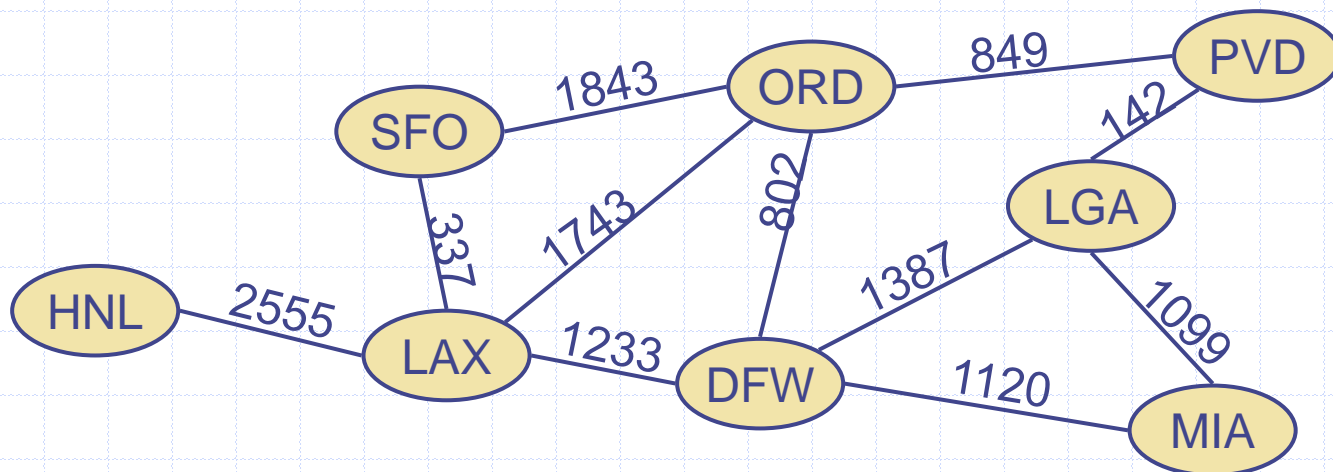 PVD
849
ORD
1843
142
SFO
802
LGA
1743
337
1387
HNL
2555
1099
LAX
1233
DFW
1120
MIA